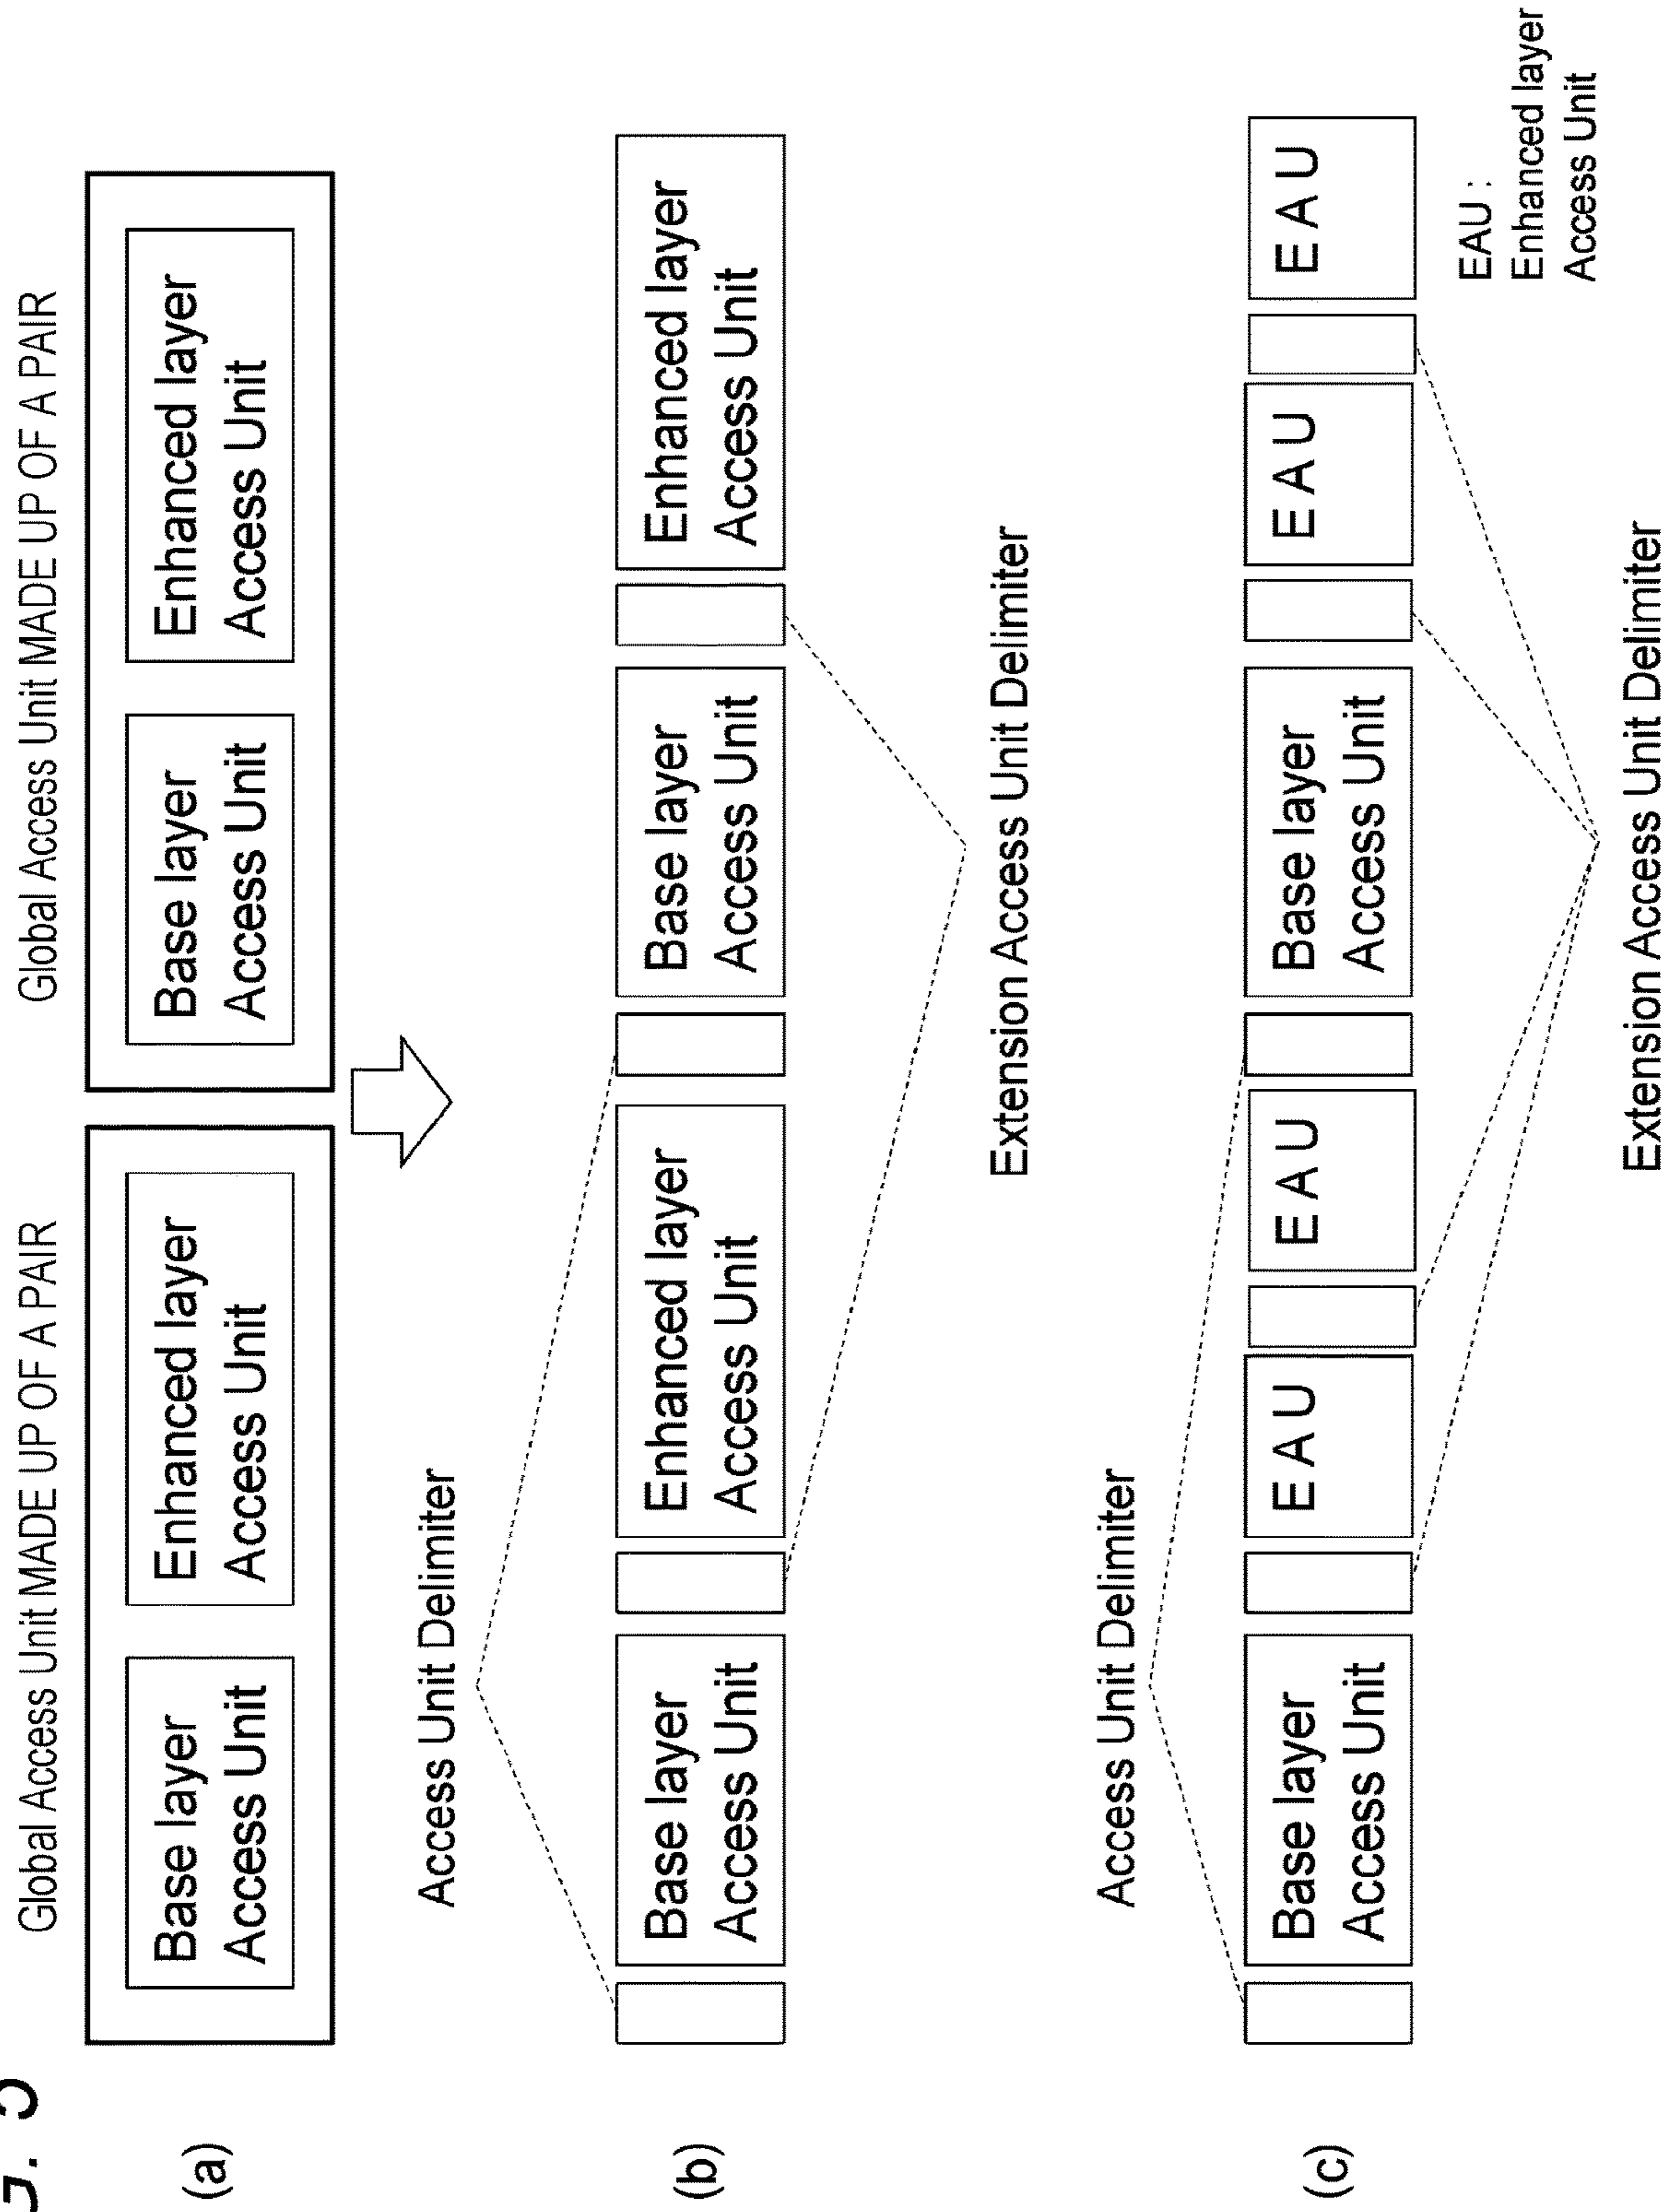 G. 5
Global Access Unit MADE UP OF A PAIR
Global Access Unit MADE UP OF A PAIR
(a)
Base layer
Access Unit
Enhanced layer
Access Unit
Base layer
Access Unit
Enhanced layer
Access Unit
Access Unit Delimiter
(b)
Base layer
Access Unit
Enhanced layer
Access Unit
Base layer
Access Unit
Enhanced layer
Access Unit
Extension Access Unit Delimiter
Access Unit Delimiter
(c)
Base layer
Access Unit
E A U
E A U
Base layer
Access Unit
E A U
E A U
EAU :
Enhanced layer
Access Unit
Extension Access Unit Delimiter